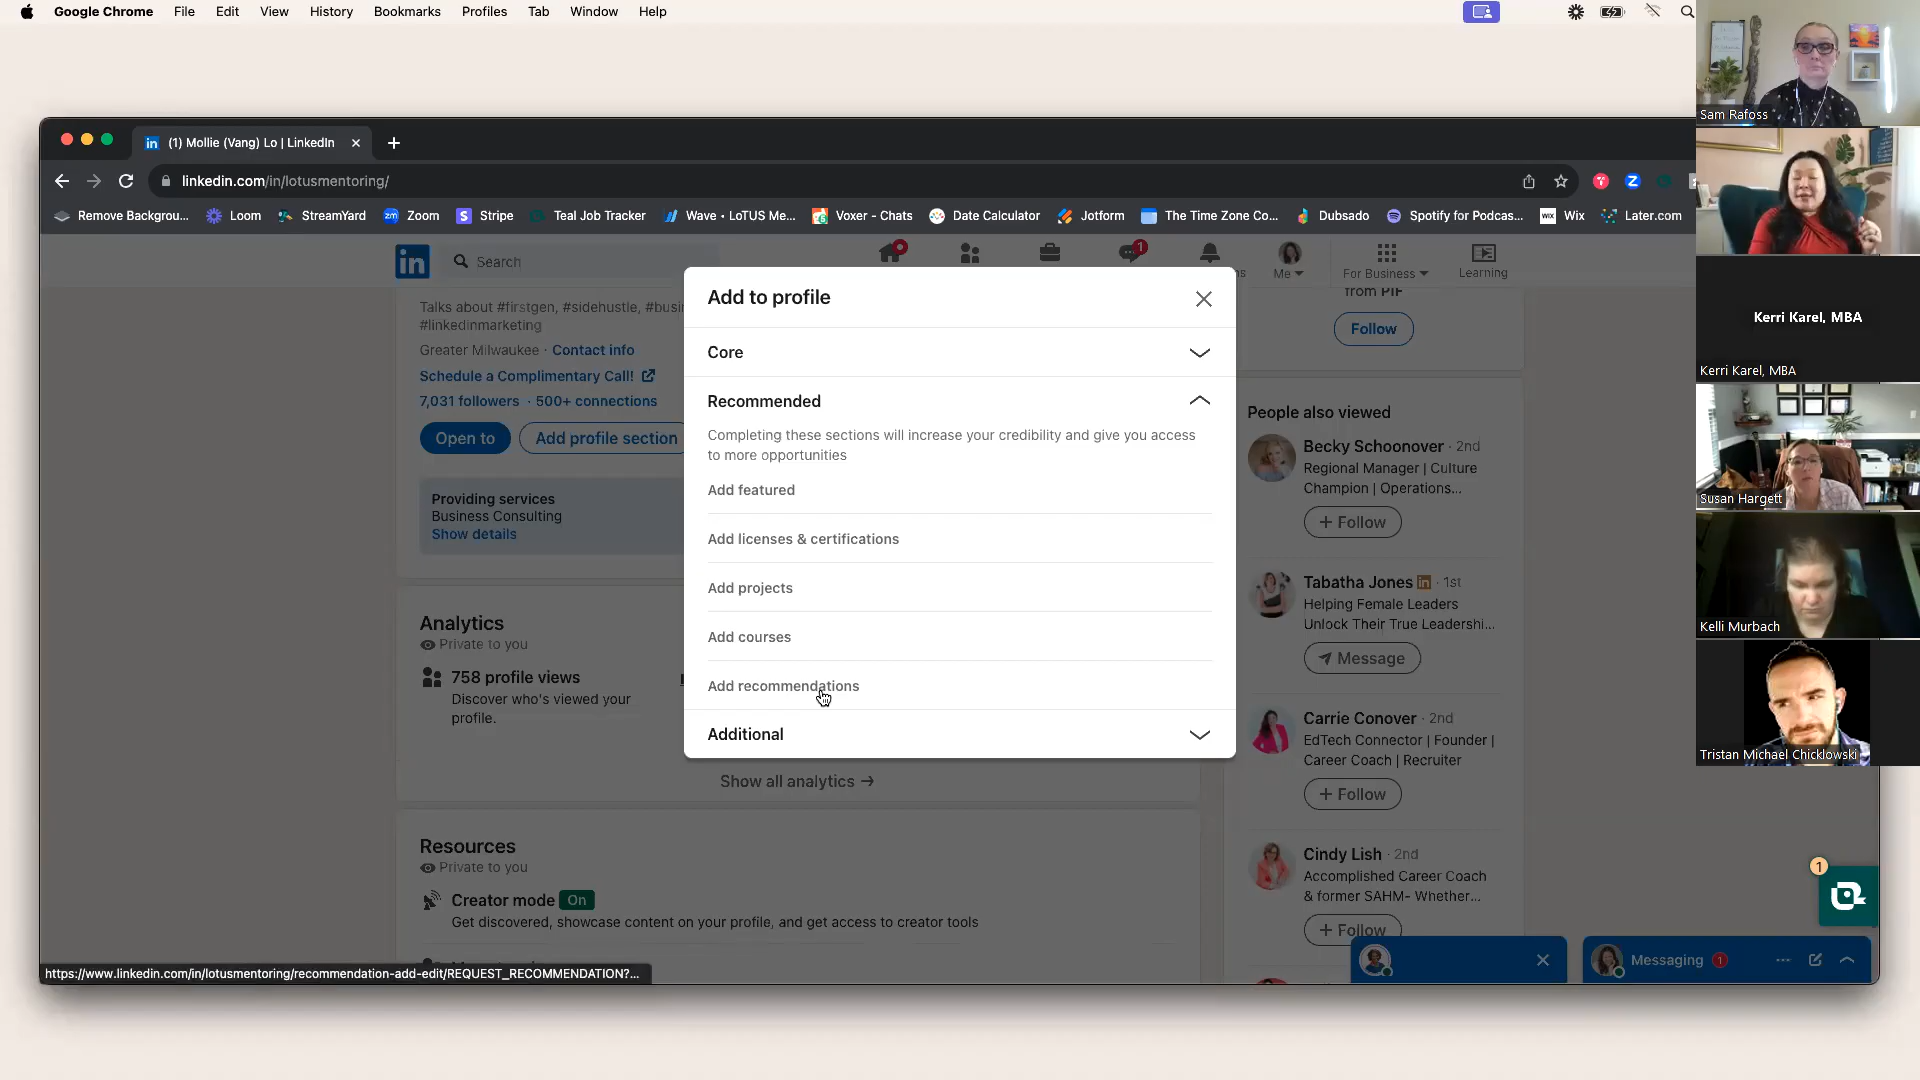 Google Chrome File Edit View History Bookmarks Profiles Tab Window Help
(1) Mollie (Vang) Lo | LinkedIn
linkedin.com/in/lotusmentoring/
Remove Backgrou... Loom StreamYard Zoom Stripe Teal Job Tracker Wave • LoTUS Me... Voxer - Chats Date Calculator Jotform The Time Zone Co... Dubsado Spotify for Podcas... Wix Later.com
Search
1
Me
For Business
Learning
Talks about #firstgen, #sidehustle, #busi
#linkedinmarketing
Greater Milwaukee · Contact info
Schedule a Complimentary Call!
7,031 followers · 500+ connections
Open to
Add profile section
Providing services
Business Consulting
Show details
Analytics
Private to you
758 profile views
Discover who's viewed your
profile.
Show all analytics →
Resources
Private to you
Creator mode On
Get discovered, showcase content on your profile, and get access to creator tools
https://www.linkedin.com/in/lotusmentoring/recommendation-add-edit/REQUEST_RECOMMENDATION?...
Add to profile
Core
Recommended
Completing these sections will increase your credibility and give you access
to more opportunities
Add featured
Add licenses & certifications
Add projects
Add courses
Add recommendations
Additional
from PIF
Follow
People also viewed
Becky Schoonover · 2nd
Regional Manager | Culture
Champion | Operations...
+ Follow
Tabatha Jones in · 1st
Helping Female Leaders
Unlock Their True Leadershi...
Message
Carrie Conover · 2nd
EdTech Connector | Founder |
Career Coach | Recruiter
+ Follow
Cindy Lish · 2nd
Accomplished Career Coach
& former SAHM- Whether...
+ Follow
1
Messaging 1
Sam Rafoss
Kerri Karel, MBA
Kerri Karel, MBA
Susan Hargett
Kelli Murbach
Tristan Michael Chicklowski